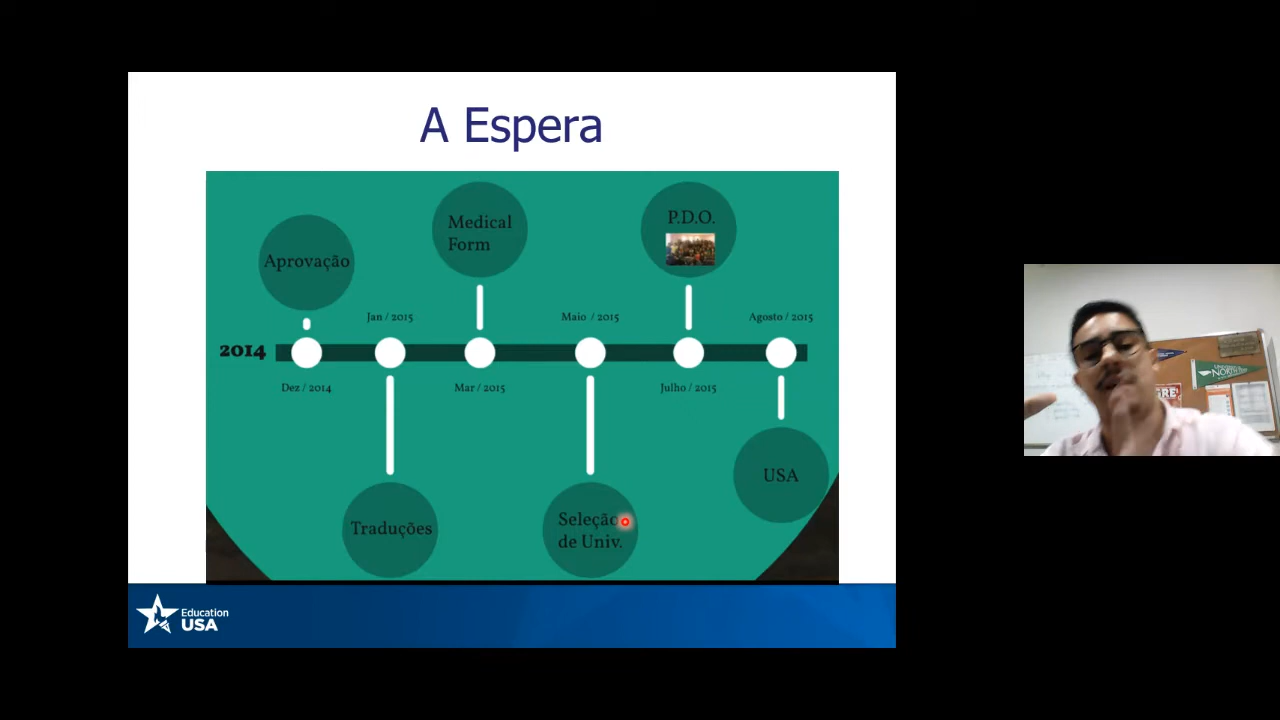 A Espera
Aprovação
Medical
Form
P.D.O.
Jan / 2015
Maio / 2015
Agosto / 2015
2014
Dez / 2014
Mar / 2015
Julho / 2015
Traduções
Seleção
de Univ.
USA
Education
USA